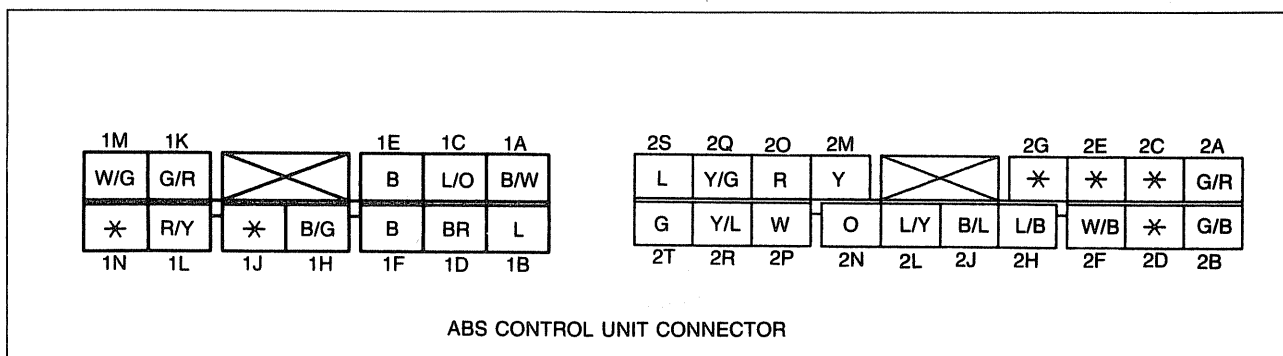 1M 1K 1E 1C 1A 2S 2Q 2O 2M 2G 2E 2C 2A
W/G G/R B L/O B/W L Y/G R Y * * * G/R
* R/Y * B/G B BR L G Y/L W O L/Y B/L L/B W/B * G/B
1N 1L 1J 1H 1F 1D 1B 2T 2R 2P 2N 2L 2J 2H 2F 2D 2B
ABS CONTROL UNIT CONNECTOR